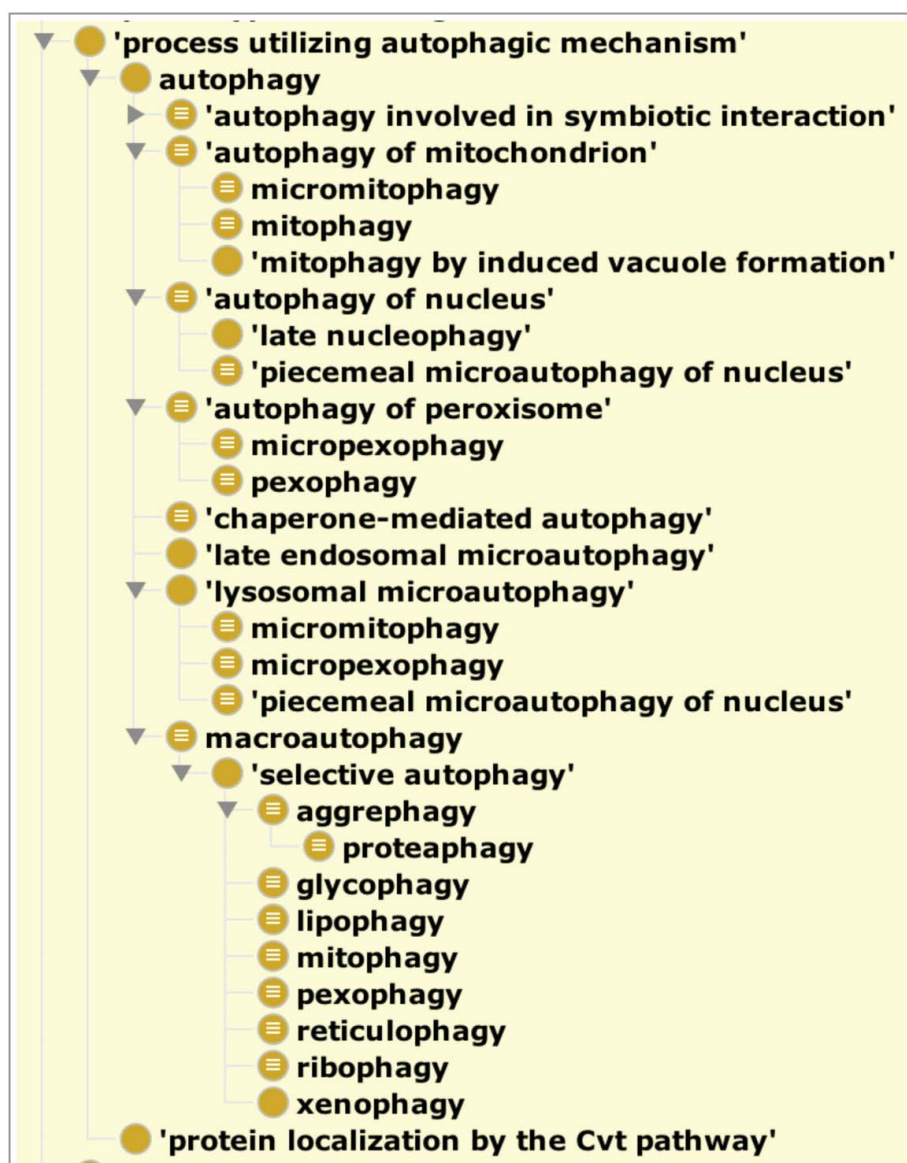 'process utilizing autophagic mechanism'
autophagy
'autophagy involved in symbiotic interaction'
'autophagy of mitochondrion'
micromitophagy
mitophagy
'mitophagy by induced vacuole formation'
'autophagy of nucleus'
'late nucleophagy'
'piecemeal microautophagy of nucleus'
'autophagy of peroxisome'
micropexophagy
pexophagy
'chaperone-mediated autophagy'
'late endosomal microautophagy'
'lysosomal microautophagy'
micromitophagy
micropexophagy
'piecemeal microautophagy of nucleus'
macroautophagy
'selective autophagy'
aggrephagy
proteaphagy
glycophagy
lipophagy
mitophagy
pexophagy
reticulophagy
ribophagy
xenophagy
'protein localization by the Cvt pathway'